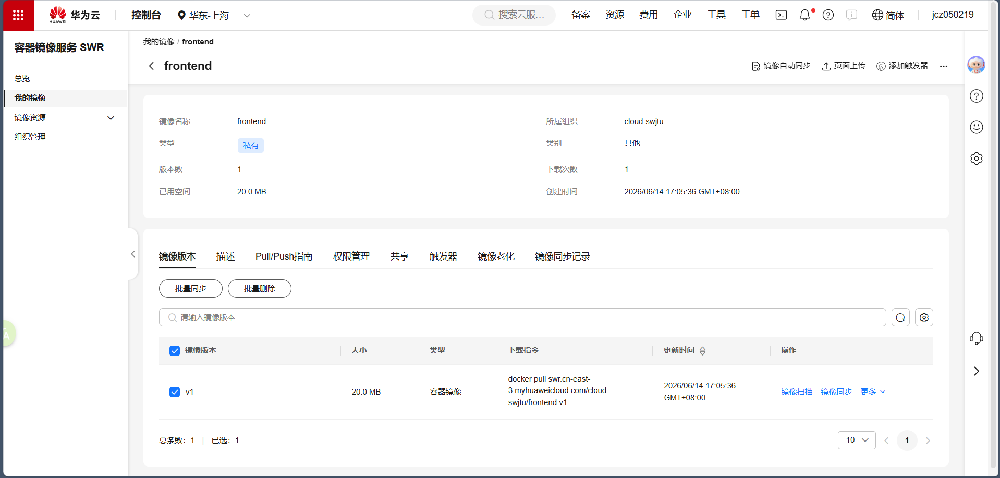 HUAWEI 华为云
控制台
华东-上海一
搜索云服...
备案 资源 费用 企业 工具 工单
简体
jcz050219
容器镜像服务 SWR
总览
我的镜像
镜像资源
组织管理
我的镜像 / frontend
frontend
镜像自动同步 页面上传 添加触发器 ...
镜像名称 frontend 所属组织 cloud-swjtu
类型 私有 类别 其他
版本数 1 下载次数 1
已用空间 20.0 MB 创建时间 2026/06/14 17:05:36 GMT+08:00
镜像版本 描述 Pull/Push指南 权限管理 共享 触发器 镜像老化 镜像同步记录
批量同步 批量删除
请输入镜像版本
镜像版本 大小 类型 下载指令 更新时间 操作
v1 20.0 MB 容器镜像
docker pull swr.cn-east-
3.myhuaweicloud.com/cloud-
swjtu/frontend:v1
2026/06/14 17:05:36
GMT+08:00
镜像扫描 镜像同步 更多
总条数：1 已选：1
10 1